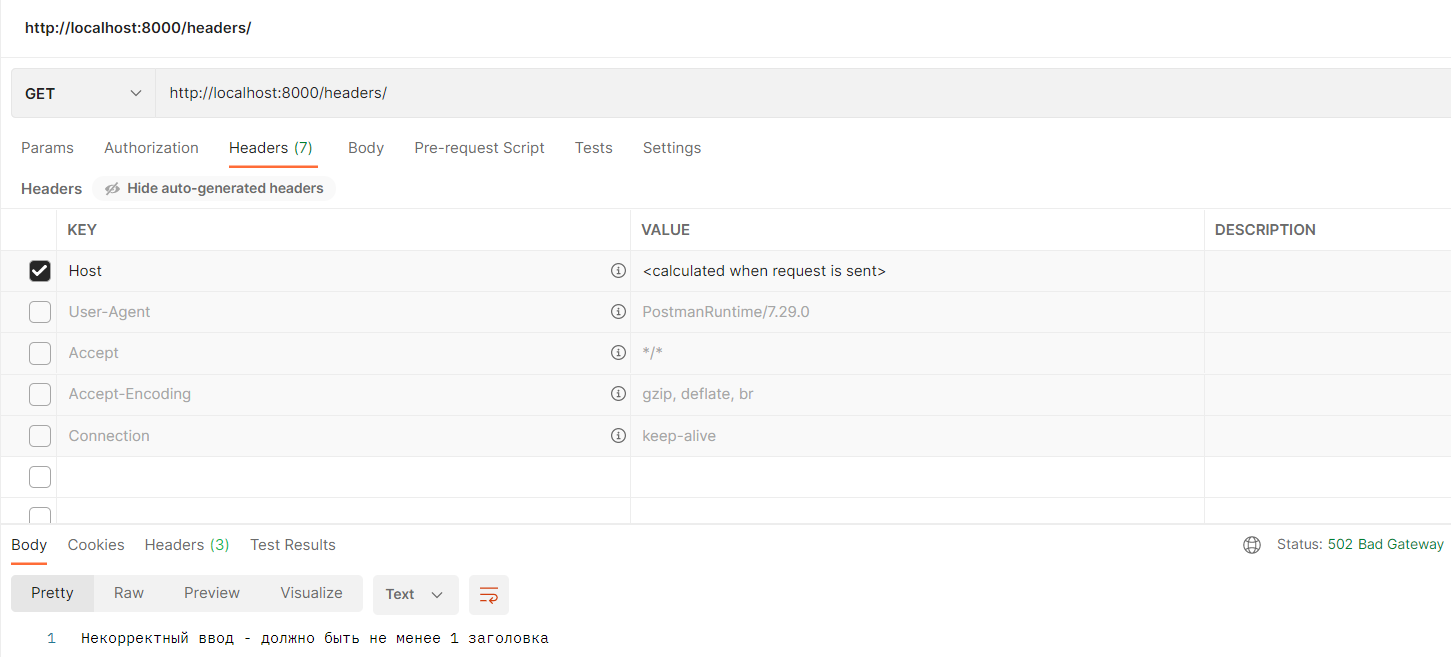 http://localhost:8000/headers/
GET http://localhost:8000/headers/
Params Authorization Headers (7) Body Pre-request Script Tests Settings
Headers Hide auto-generated headers
KEY VALUE DESCRIPTION
Host <calculated when request is sent>
User-Agent PostmanRuntime/7.29.0
Accept */*
Accept-Encoding gzip, deflate, br
Connection keep-alive
Body Cookies Headers (3) Test Results Status: 502 Bad Gateway
Pretty Raw Preview Visualize Text
1 Некорректный ввод - должно быть не менее 1 заголовка